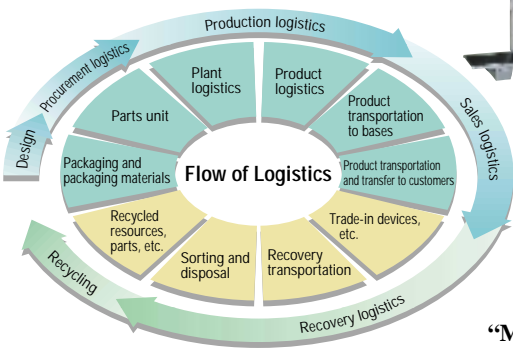 Production logistics
Procurement logistics
Design
Sales logistics
Plant
logistics
Product
logistics
Parts unit
Product
transportation
to bases
Packaging and
packaging materials
Flow of Logistics
Product transportation
and transfer to customers
Recycled
resources,
parts, etc.
Trade-in devices,
etc.
Sorting and
disposal
Recovery
transportation
Recycling
Recovery logistics
“M